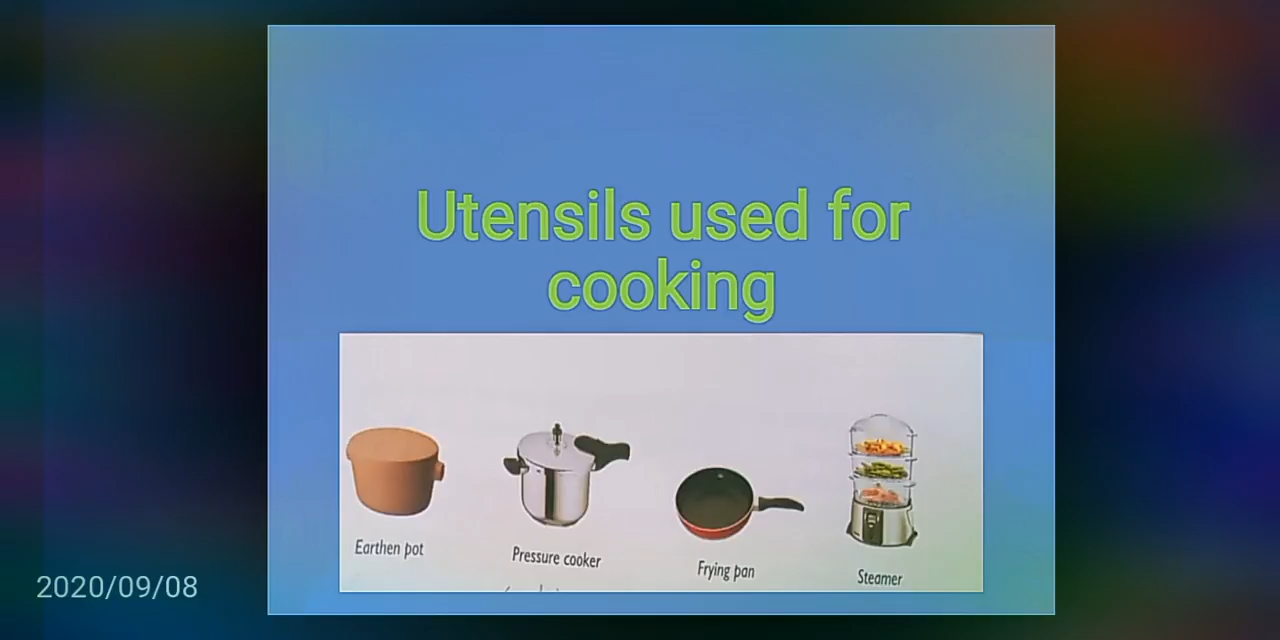 Utensils used for
cooking
Earthen pot
Pressure cooker
Frying pan
Steamer
2020/09/08